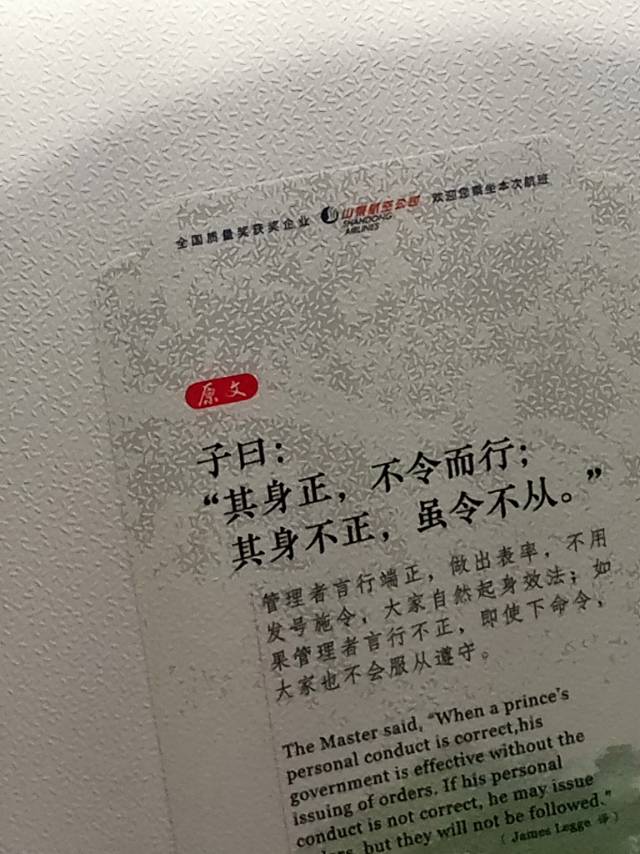 全国质量奖获奖企业 山东航空公司 SHANDONG AIRLINES 欢迎您乘坐本次航班
原文
子曰：
“其身正，不令而行；
其身不正，虽令不从。”
管理者言行端正，做出表率，不用
发号施令，大家自然起身效法；如
果管理者言行不正，即使下命令，
大家也不会服从遵守。
The Master said, “When a prince's
personal conduct is correct,his
government is effective without the
issuing of orders. If his personal
conduct is not correct, he may issue
but they will not be followed.”
（James Legge 译）